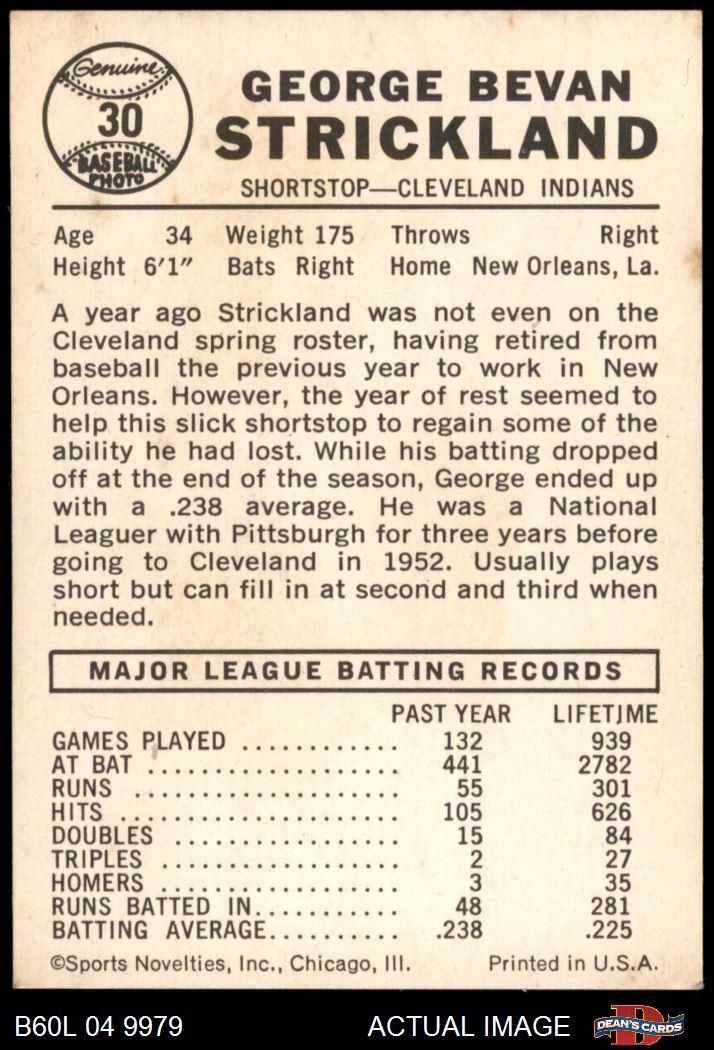 Genuine
30
BASEBALL
PHOTO
GEORGE BEVAN
STRICKLAND
SHORTSTOP—CLEVELAND INDIANS
Age 34 Weight 175 Throws Right
Height 6'1" Bats Right Home New Orleans, La.
A year ago Strickland was not even on the
Cleveland spring roster, having retired from
baseball the previous year to work in New
Orleans. However, the year of rest seemed to
help this slick shortstop to regain some of the
ability he had lost. While his batting dropped
off at the end of the season, George ended up
with a .238 average. He was a National
Leaguer with Pittsburgh for three years before
going to Cleveland in 1952. Usually plays
short but can fill in at second and third when
needed.
MAJOR LEAGUE BATTING RECORDS
PAST YEAR LIFETIME
GAMES PLAYED ............ 132 939
AT BAT .................... 441 2782
RUNS ..................... 55 301
HITS ...................... 105 626
DOUBLES ................. 15 84
TRIPLES .................. 2 27
HOMERS .................. 3 35
RUNS BATTED IN........... 48 281
BATTING AVERAGE.......... .238 .225
©Sports Novelties, Inc., Chicago, Ill. Printed in U.S.A.
B60L 04 9979 ACTUAL IMAGE DEAN'S CARDS